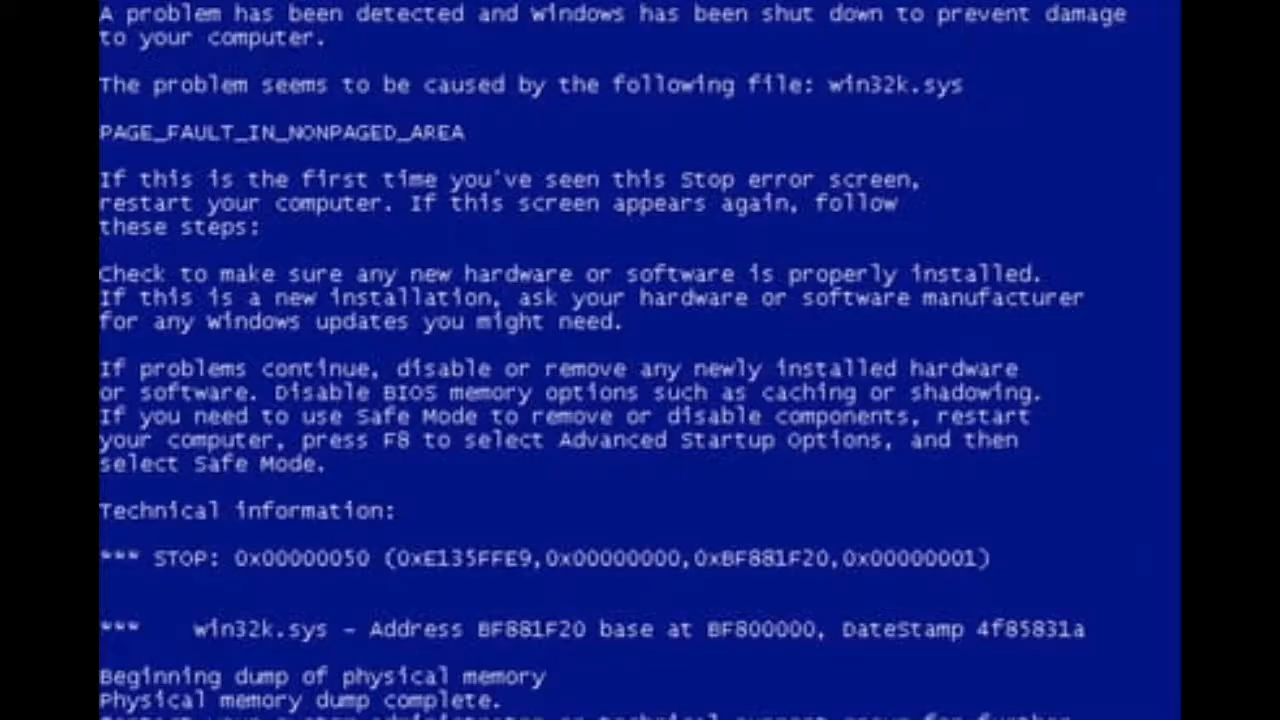 A problem has been detected and windows has been shut down to prevent damage
to your computer.
The problem seems to be caused by the following file: win32k.sys
PAGE_FAULT_IN_NONPAGED_AREA
If this is the first time you've seen this Stop error screen,
restart your computer. If this screen appears again, follow
these steps:
Check to make sure any new hardware or software is properly installed.
If this is a new installation, ask your hardware or software manufacturer
for any windows updates you might need.
If problems continue, disable or remove any newly installed hardware
or software. Disable BIOS memory options such as caching or shadowing.
If you need to use Safe Mode to remove or disable components, restart
your computer, press F8 to select Advanced Startup Options, and then
select Safe Mode.
Technical information:
*** STOP: 0x00000050 (0xE135FFE9,0x00000000,0xBF881F20,0x00000001)
*** win32k.sys - Address BF881F20 base at BF800000, DateStamp 4f85831a
Beginning dump of physical memory
Physical memory dump complete.